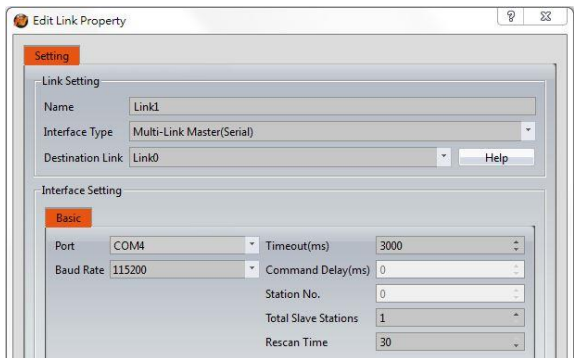 Edit Link Property
Setting
Link Setting
Name Link1
Interface Type Multi-Link Master(Serial)
Destination Link Link0 Help
Interface Setting
Basic
Port COM4 Timeout(ms) 3000
Baud Rate 115200 Command Delay(ms) 0
Station No. 0
Total Slave Stations 1
Rescan Time 30